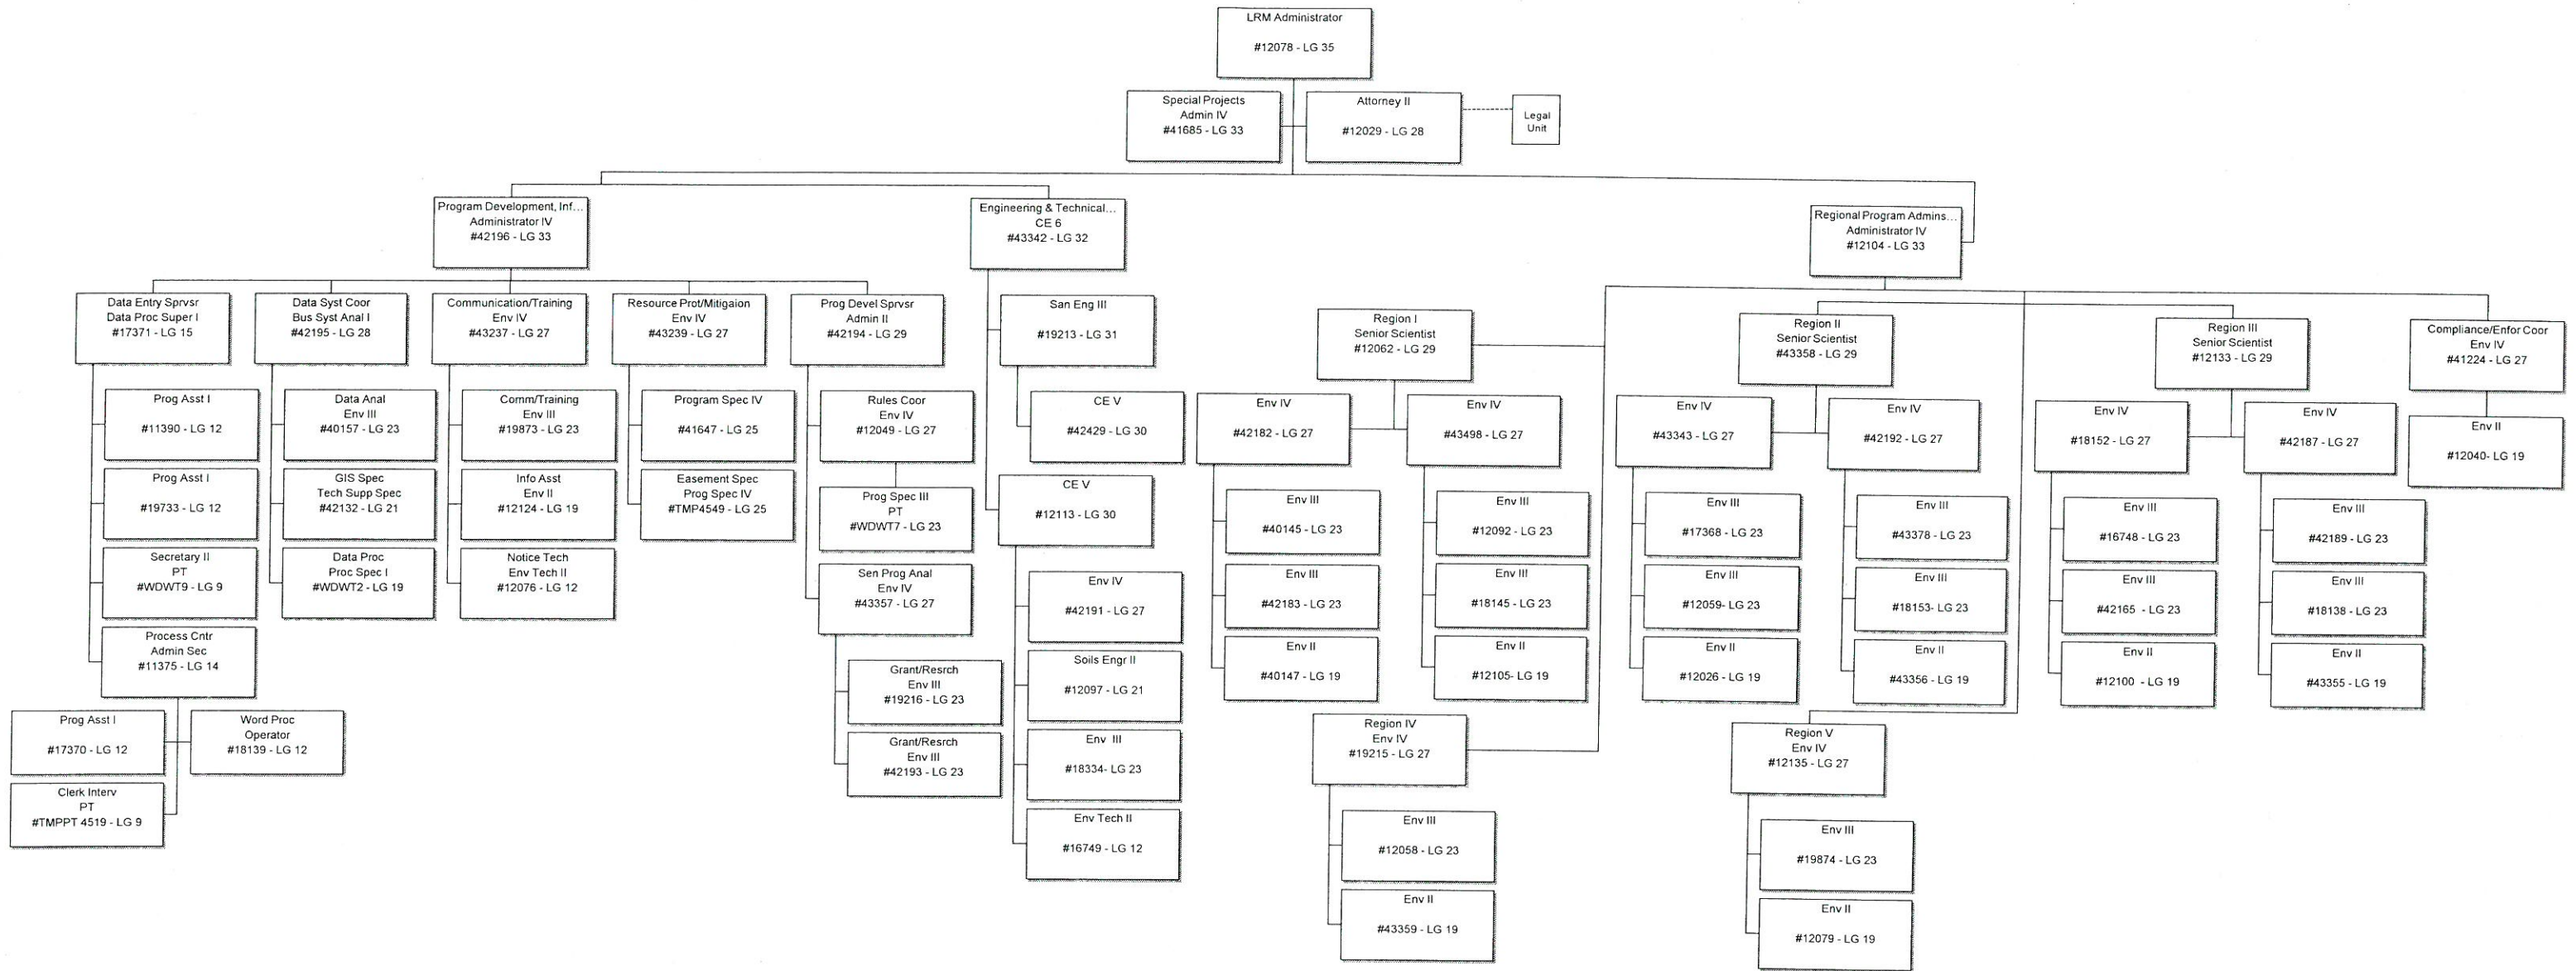 LRM Administrator
#12078 - LG 35
Special Projects
Admin IV
#41685 - LG 33
Attorney II
#12029 - LG 28
Legal
Unit
Program Development, Inf...
Administrator IV
#42196 - LG 33
Engineering & Technical...
CE 6
#43342 - LG 32
Regional Program Admins...
Administrator IV
#12104 - LG 33
Data Entry Sprvsr
Data Proc Super I
#17371 - LG 15
Data Syst Coor
Bus Syst Anal I
#42195 - LG 28
Communication/Training
Env IV
#43237 - LG 27
Resource Prot/Mitigaion
Env IV
#43239 - LG 27
Prog Devel Sprvsr
Admin II
#42194 - LG 29
San Eng III
#19213 - LG 31
Region I
Senior Scientist
#12062 - LG 29
Region II
Senior Scientist
#43358 - LG 29
Region III
Senior Scientist
#12133 - LG 29
Compliance/Enfor Coor
Env IV
#41224 - LG 27
Prog Asst I
#11390 - LG 12
Data Anal
Env III
#40157 - LG 23
Comm/Training
Env III
#19873 - LG 23
Program Spec IV
#41647 - LG 25
Rules Coor
Env IV
#12049 - LG 27
CE V
#42429 - LG 30
Env IV
#42182 - LG 27
Env IV
#43498 - LG 27
Env IV
#43343 - LG 27
Env IV
#42192 - LG 27
Env IV
#18152 - LG 27
Env IV
#42187 - LG 27
Env II
#12040- LG 19
Prog Asst I
#19733 - LG 12
GIS Spec
Tech Supp Spec
#42132 - LG 21
Info Asst
Env II
#12124 - LG 19
Easement Spec
Prog Spec IV
#TMP4549 - LG 25
Prog Spec III
PT
#WDWT7 - LG 23
CE V
#12113 - LG 30
Env III
#40145 - LG 23
Env III
#12092 - LG 23
Env III
#17368 - LG 23
Env III
#43378 - LG 23
Env III
#16748 - LG 23
Env III
#42189 - LG 23
Secretary II
PT
#WDWT9 - LG 9
Data Proc
Proc Spec I
#WDWT2 - LG 19
Notice Tech
Env Tech II
#12076 - LG 12
Sen Prog Anal
Env IV
#43357 - LG 27
Env IV
#42191 - LG 27
Env III
#42183 - LG 23
Env III
#18145 - LG 23
Env III
#12059- LG 23
Env III
#18153- LG 23
Env III
#42165 - LG 23
Env III
#18138 - LG 23
Process Cntr
Admin Sec
#11375 - LG 14
Grant/Resrch
Env III
#19216 - LG 23
Soils Engr II
#12097 - LG 21
Env II
#40147 - LG 19
Env II
#12105- LG 19
Env II
#12026 - LG 19
Env II
#43356 - LG 19
Env II
#12100 - LG 19
Env II
#43355 - LG 19
Prog Asst I
#17370 - LG 12
Word Proc
Operator
#18139 - LG 12
Grant/Resrch
Env III
#42193 - LG 23
Env III
#18334- LG 23
Region IV
Env IV
#19215 - LG 27
Region V
Env IV
#12135 - LG 27
Clerk Interv
PT
#TMPPT 4519 - LG 9
Env Tech II
#16749 - LG 12
Env III
#12058 - LG 23
Env III
#19874 - LG 23
Env II
#43359 - LG 19
Env II
#12079 - LG 19